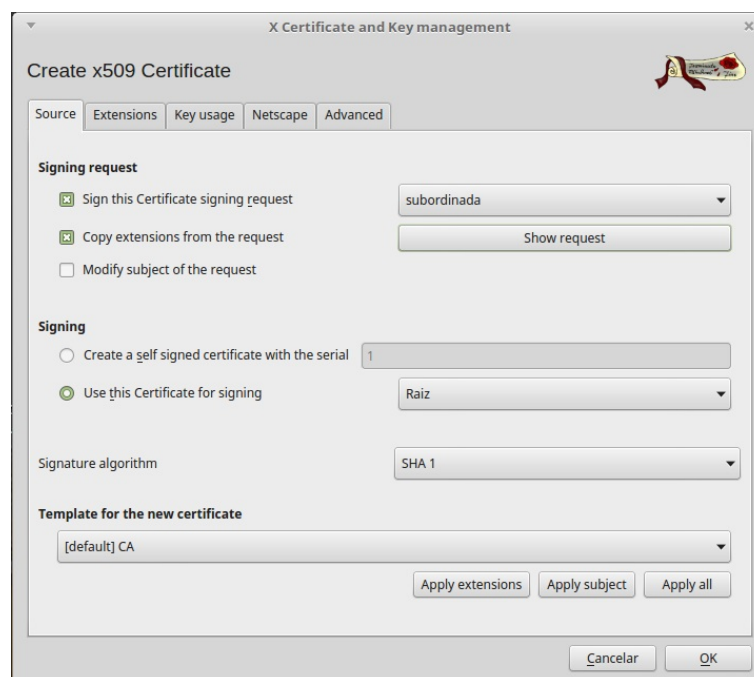 X Certificate and Key management
Create x509 Certificate
Source Extensions Key usage Netscape Advanced
Signing request
Sign this Certificate signing request subordinada
Copy extensions from the request Show request
Modify subject of the request
Signing
Create a self signed certificate with the serial 1
Use this Certificate for signing Raiz
Signature algorithm SHA 1
Template for the new certificate
[default] CA
Apply extensions Apply subject Apply all
Cancelar OK